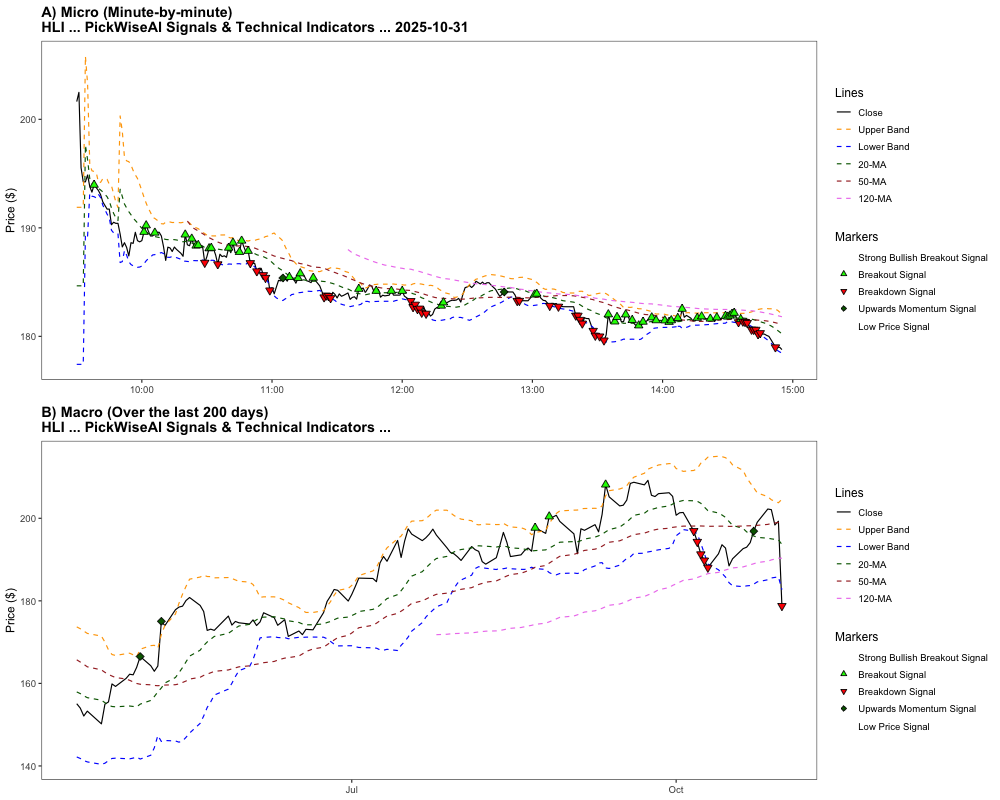 A) Micro (Minute-by-minute)
HLI ... PickWiseAI Signals & Technical Indicators ... 2025-10-31
Price ($)
200
190
180
10:00
11:00
12:00
13:00
14:00
15:00
Lines
Close
Upper Band
Lower Band
20-MA
50-MA
120-MA
Markers
Strong Bullish Breakout Signal
Breakout Signal
Breakdown Signal
Upwards Momentum Signal
Low Price Signal
B) Macro (Over the last 200 days)
HLI ... PickWiseAI Signals & Technical Indicators ...
Price ($)
200
180
160
140
Jul
Oct
Lines
Close
Upper Band
Lower Band
20-MA
50-MA
120-MA
Markers
Strong Bullish Breakout Signal
Breakout Signal
Breakdown Signal
Upwards Momentum Signal
Low Price Signal